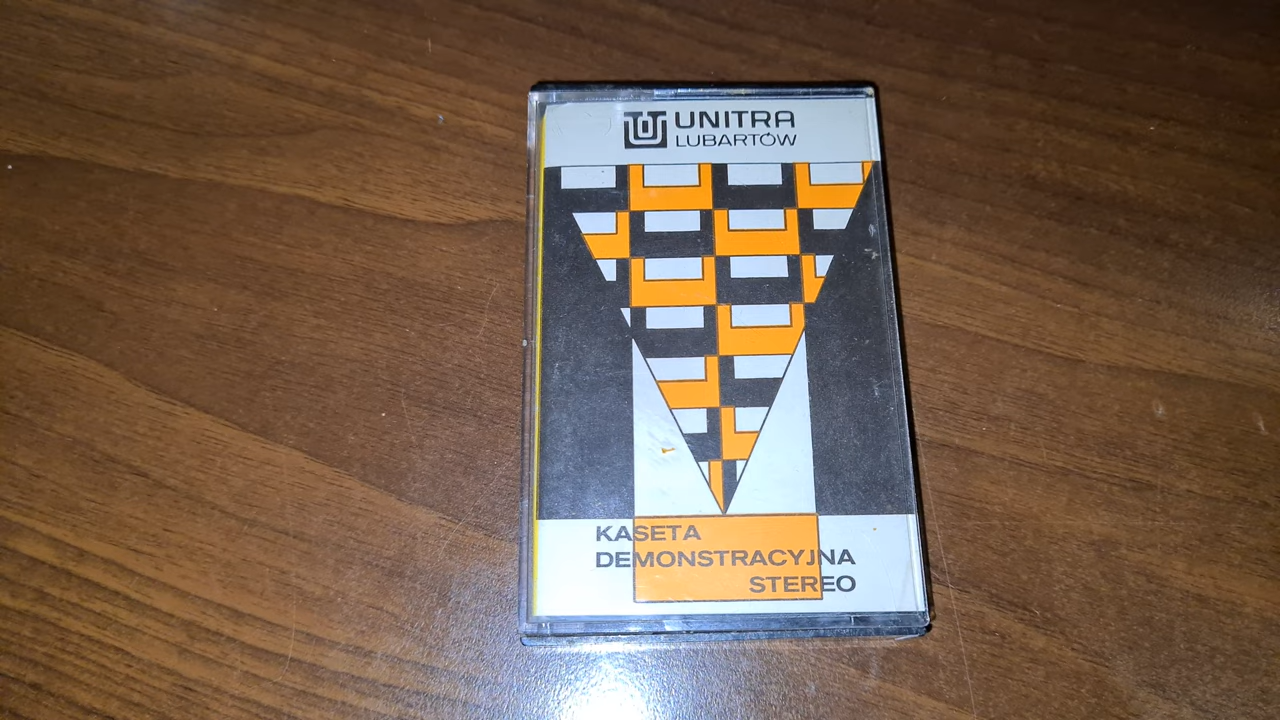 UNITRA
LUBARTÓW
KASETA
DEMONSTRACYJNA
STEREO